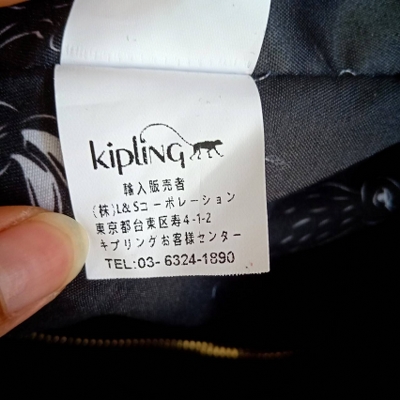 kipling
輸入販売者
(株)L&Sコーポレーション
東京都台東区寿4-1-2
キプリングお客様センター
TEL:03-6324-1890